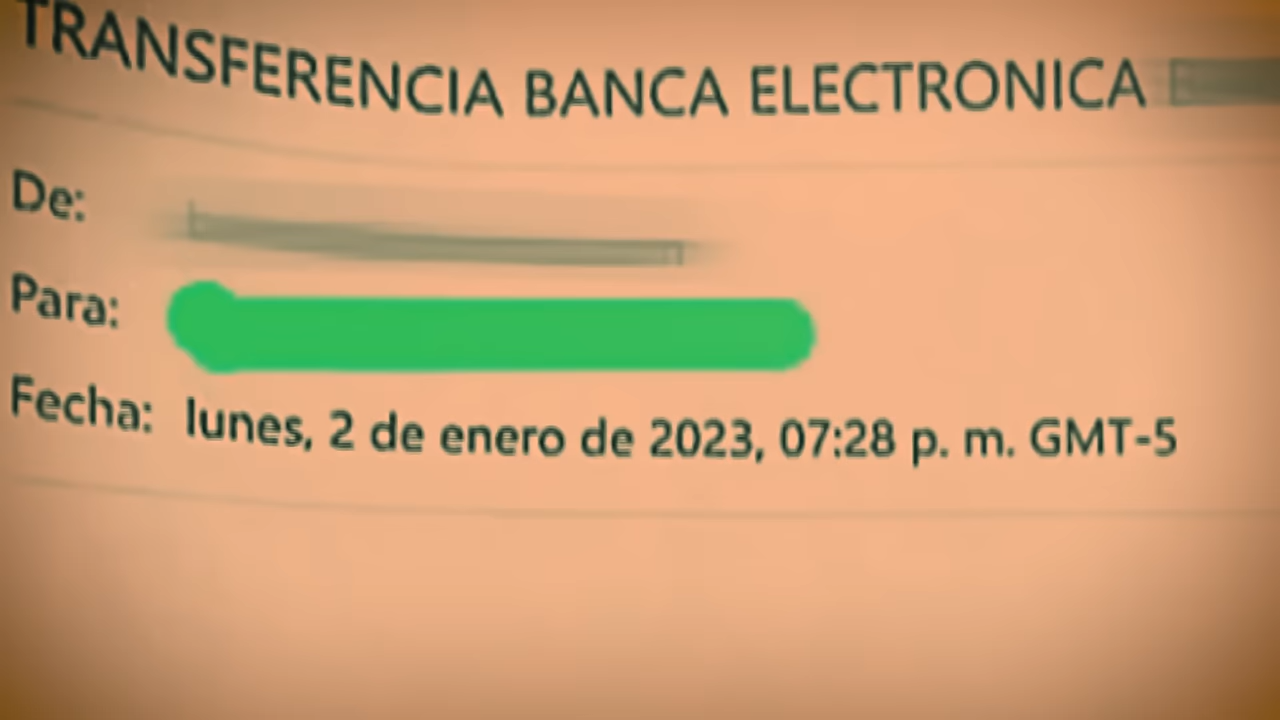 TRANSFERENCIA BANCA ELECTRONICA
De:
Para:
Fecha: lunes, 2 de enero de 2023, 07:28 p. m. GMT-5